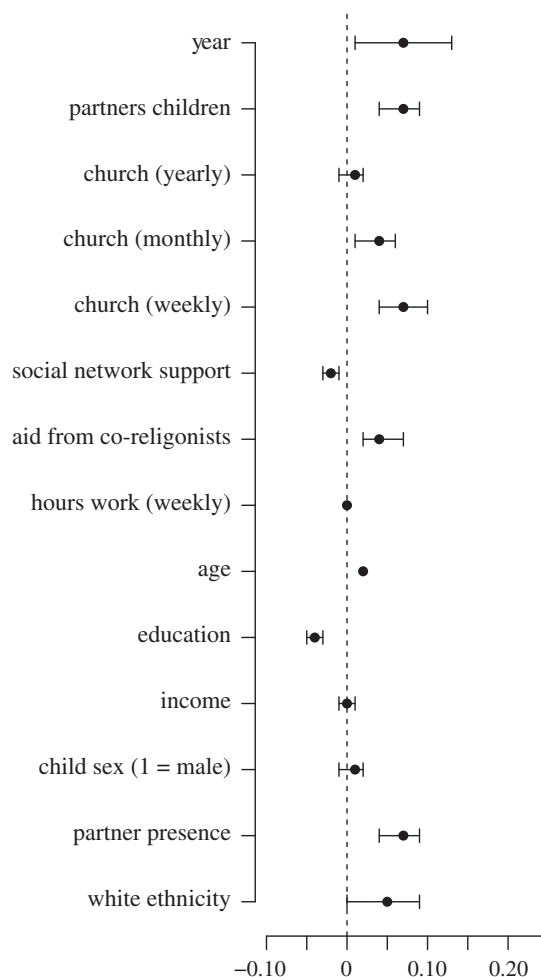 year
partners children
church (yearly)
church (monthly)
church (weekly)
social network support
aid from co-religonists
hours work (weekly)
age
education
income
child sex (1 = male)
partner presence
white ethnicity
−0.10 0 0.10 0.20